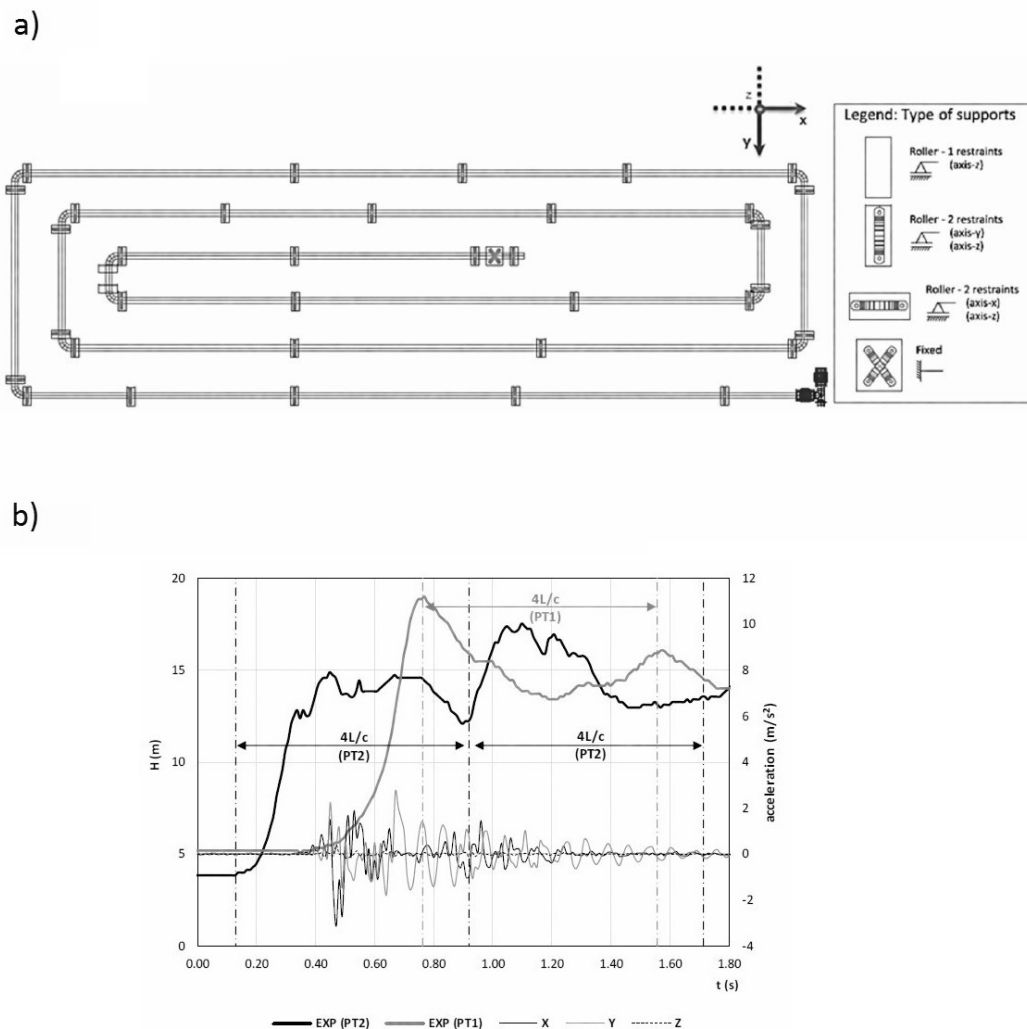 a)
z
x
Y
Legend: Type of supports
Roller - 1 restraints
(axis-z)
Roller - 2 restraints
(axis-y)
(axis-z)
Roller - 2 restraints
(axis-x)
(axis-z)
Fixed
b)
20
15
10
5
0
H (m)
12
10
8
6
4
2
0
-2
-4
acceleration (m/s²)
4L/c
(PT1)
4L/c
(PT2)
4L/c
(PT2)
0.00 0.20 0.40 0.60 0.80 1.00 1.20 1.40 1.60 1.80
t (s)
EXP (PT2) EXP (PT1) X Y Z